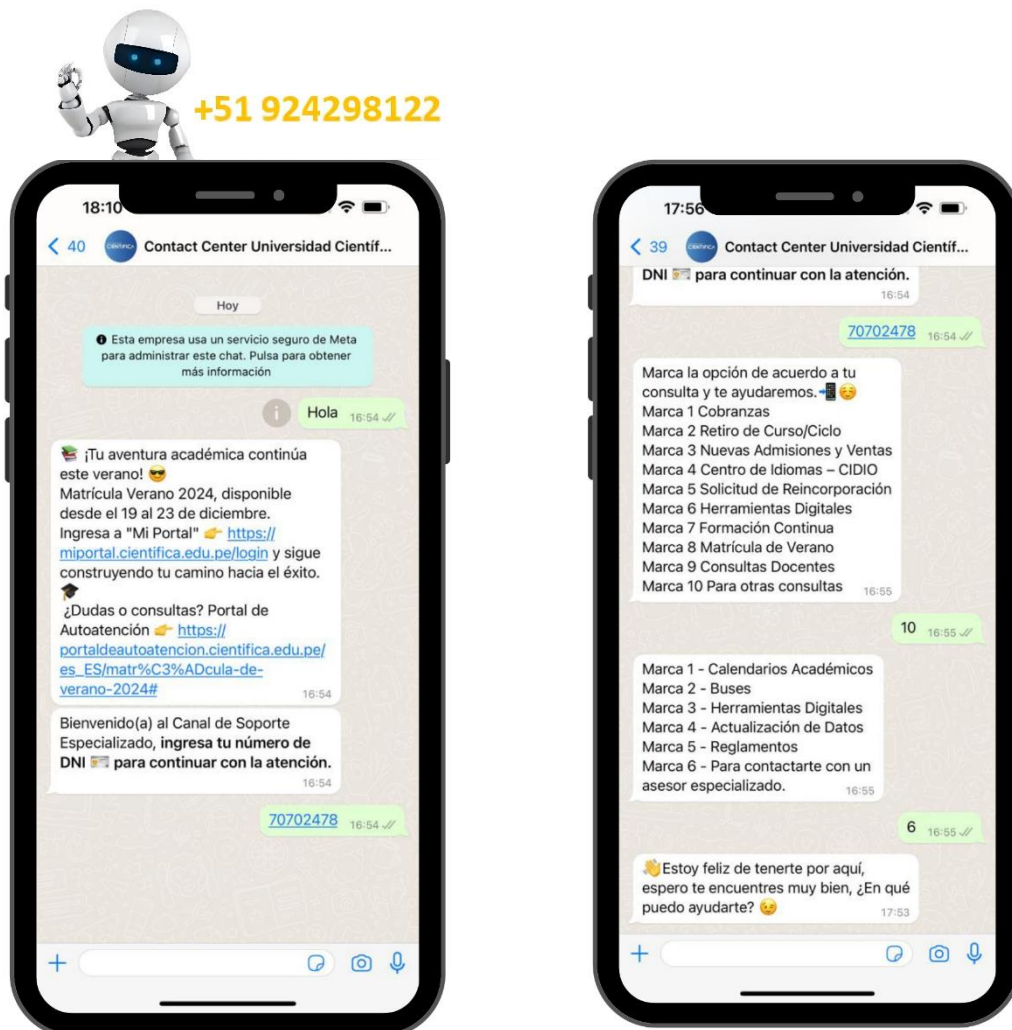 +51 924298122
18:10
40
CIENTÍFICA
Contact Center Universidad Científ...
Hoy
Esta empresa usa un servicio seguro de Meta
para administrar este chat. Pulsa para obtener
más información
Hola 16:54
¡Tu aventura académica continúa
este verano! 😎
Matrícula Verano 2024, disponible
desde el 19 al 23 de diciembre.
Ingresa a "Mi Portal" 👉 https://
miportal.cientifica.edu.pe/login y sigue
construyendo tu camino hacia el éxito.
🎓
¿Dudas o consultas? Portal de
Autoatención 👉 https://
portaldeautoatencion.cientifica.edu.pe/
es_ES/matr%C3%ADcula-de-
verano-2024#
16:54
Bienvenido(a) al Canal de Soporte
Especializado, ingresa tu número de
DNI 🪪 para continuar con la atención.
16:54
70702478 16:54
17:56
39
CIENTÍFICA
Contact Center Universidad Científ...
DNI 🪪 para continuar con la atención.
16:54
70702478 16:54
Marca la opción de acuerdo a tu
consulta y te ayudaremos.📲☺️
Marca 1 Cobranzas
Marca 2 Retiro de Curso/Ciclo
Marca 3 Nuevas Admisiones y Ventas
Marca 4 Centro de Idiomas – CIDIO
Marca 5 Solicitud de Reincorporación
Marca 6 Herramientas Digitales
Marca 7 Formación Continua
Marca 8 Matrícula de Verano
Marca 9 Consultas Docentes
Marca 10 Para otras consultas 16:55
10 16:55
Marca 1 - Calendarios Académicos
Marca 2 - Buses
Marca 3 - Herramientas Digitales
Marca 4 - Actualización de Datos
Marca 5 - Reglamentos
Marca 6 - Para contactarte con un
asesor especializado. 16:55
6 16:55
👋Estoy feliz de tenerte por aquí,
espero te encuentres muy bien, ¿En qué
puedo ayudarte? 😉 17:53